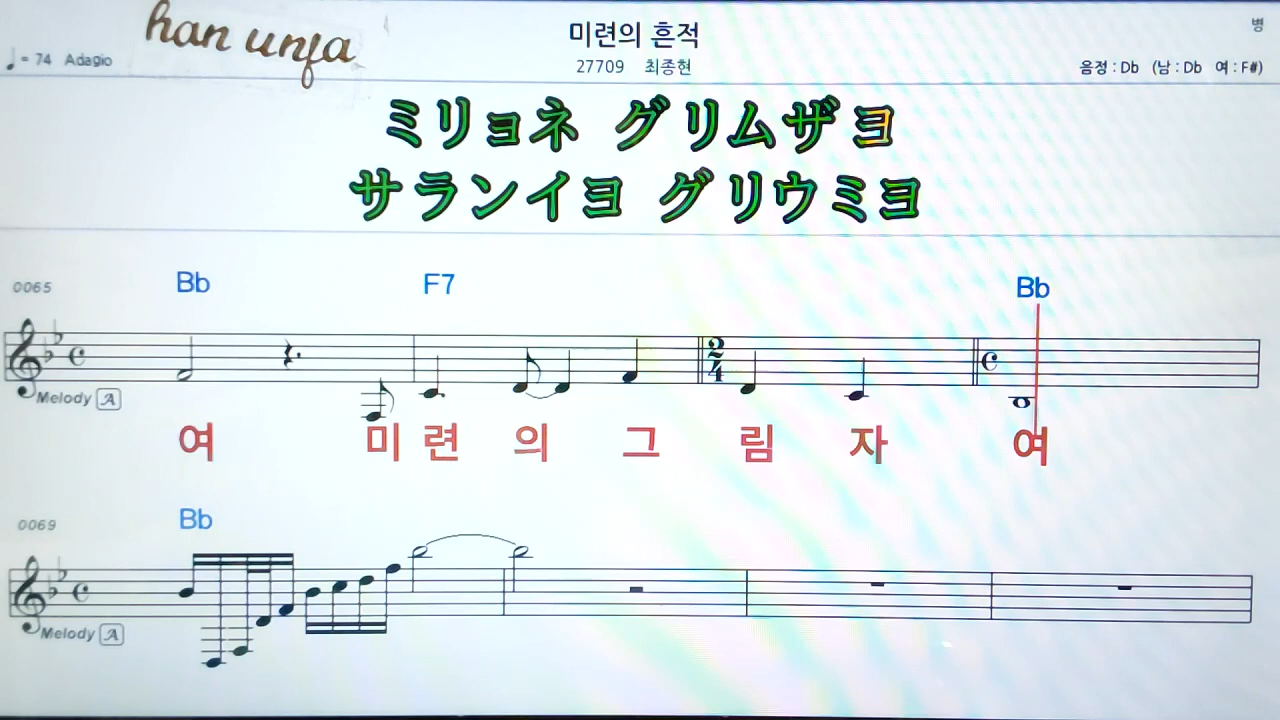 han unja
미련의 흔적
병
♩= 74 Adagio
27709 최종현
음정 : Db (남 : Db 여 : F#)
ミリョネ グリムザヨ
サランイヨ グリウミヨ
0065 Bb F7 Bb
2/4
Melody A
여 미 련 의 그 림 자 여
0069 Bb
Melody A